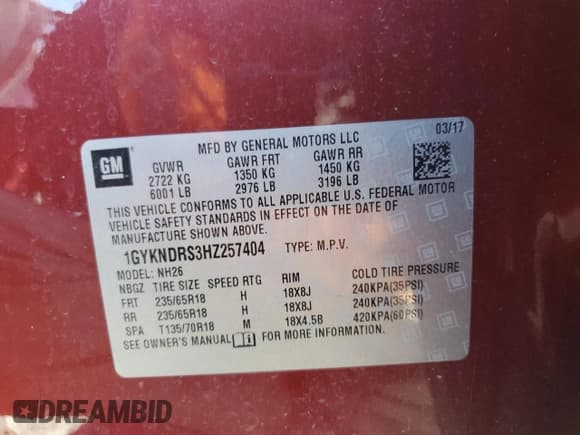 GM
MFD BY GENERAL MOTORS LLC
03/17
GVWR GAWR FRT GAWR RR
2722 KG 1350 KG 1450 KG
6001 LB 2976 LB 3196 LB
THIS VEHICLE CONFORMS TO ALL APPLICABLE U.S. FEDERAL MOTOR
VEHICLE SAFETY STANDARDS IN EFFECT ON THE DATE OF
MANUFACTURE SHOWN ABOVE.
1GYKNDRS3HZ257404 TYPE: M.P.V.
MODEL: NH26
NBGZ TIRE SIZE SPEED RTG RIM COLD TIRE PRESSURE
FRT 235/65R18 H 18X8J 240KPA(35PSI)
RR 235/65R18 H 18X8J 240KPA(35PSI)
SPA T135/70R18 M 18X4.5B 420KPA(60PSI)
SEE OWNER'S MANUAL FOR MORE INFORMATION.
DREAMBID